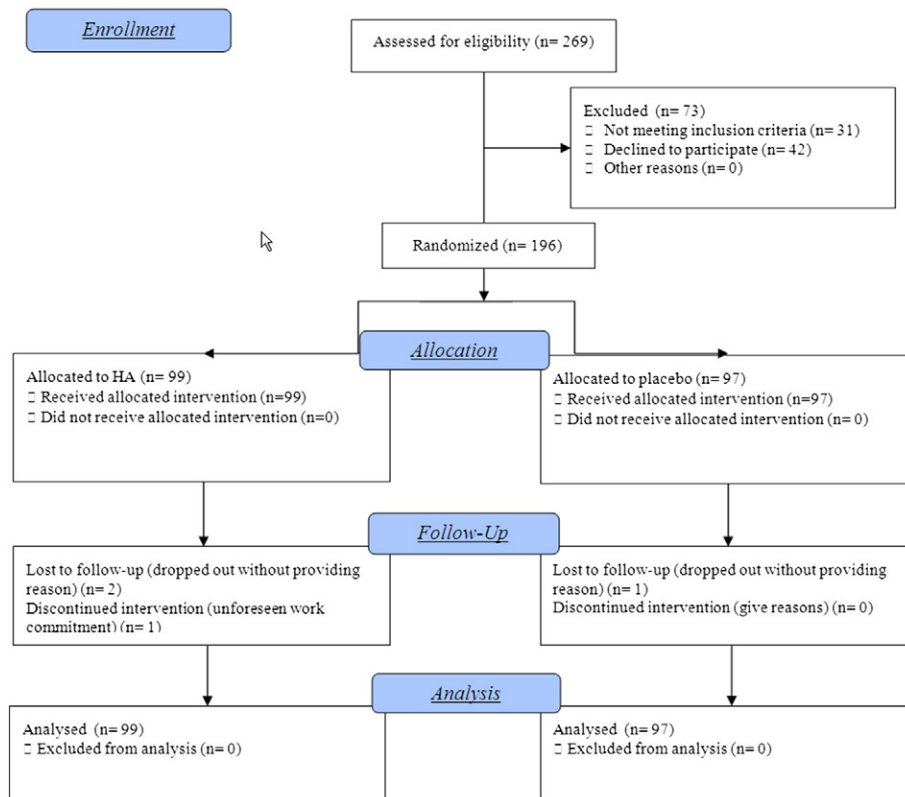 Enrollment
Assessed for eligibility (n= 269)
Excluded (n= 73)
Not meeting inclusion criteria (n= 31)
Declined to participate (n= 42)
Other reasons (n= 0)
Randomized (n= 196)
Allocation
Allocated to HA (n= 99)
Received allocated intervention (n=99)
Did not receive allocated intervention (n=0)
Allocated to placebo (n= 97)
Received allocated intervention (n=97)
Did not receive allocated intervention (n= 0)
Follow-Up
Lost to follow-up (dropped out without providing
reason) (n= 2)
Discontinued intervention (unforeseen work
commitment) (n= 1)
Lost to follow-up (dropped out without providing
reason) (n= 1)
Discontinued intervention (give reasons) (n= 0)
Analysis
Analysed (n= 99)
Excluded from analysis (n= 0)
Analysed (n= 97)
Excluded from analysis (n= 0)